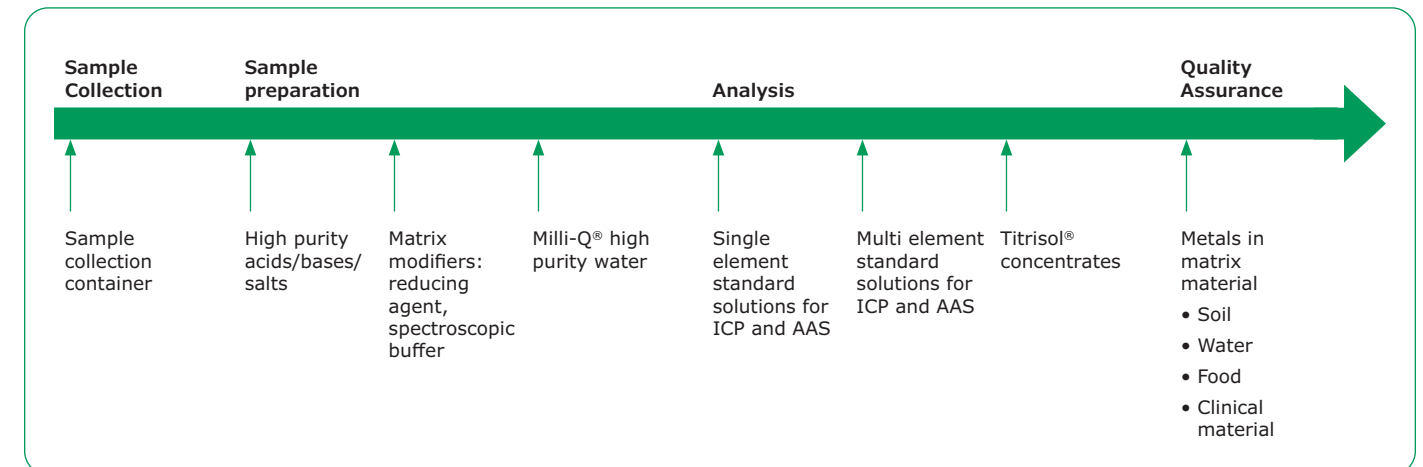 Sample
Collection
Sample
preparation
Analysis
Quality
Assurance
Sample
collection
container
High purity
acids/bases/
salts
Matrix
modifiers:
reducing
agent,
spectroscopic
buffer
Milli-Q® high
purity water
Single
element
standard
solutions for
ICP and AAS
Multi element
standard
solutions for
ICP and AAS
Titrisol®
concentrates
Metals in
matrix
material
• Soil
• Water
• Food
• Clinical
material